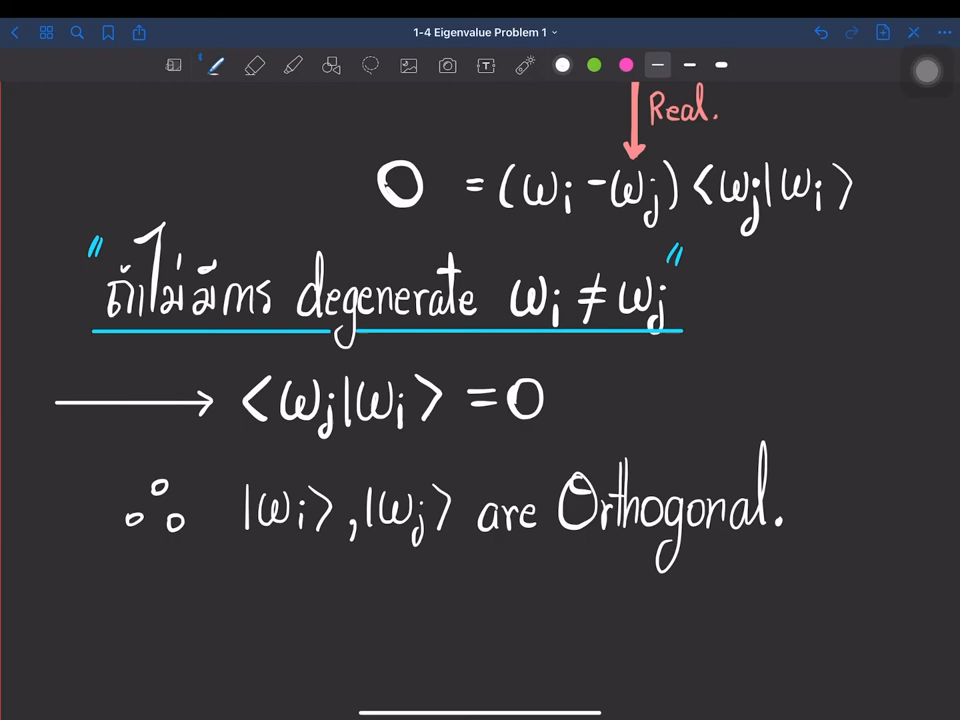 1-4 Eigenvalue Problem 1
T
Real.
0 = (ωi - ωj) <ωj|ωi>
"ถ้าไม่มีการ degenerate ωi ≠ ωj"
→ <ωj|ωi> = 0
∴ |ωi>, |ωj> are Orthogonal.